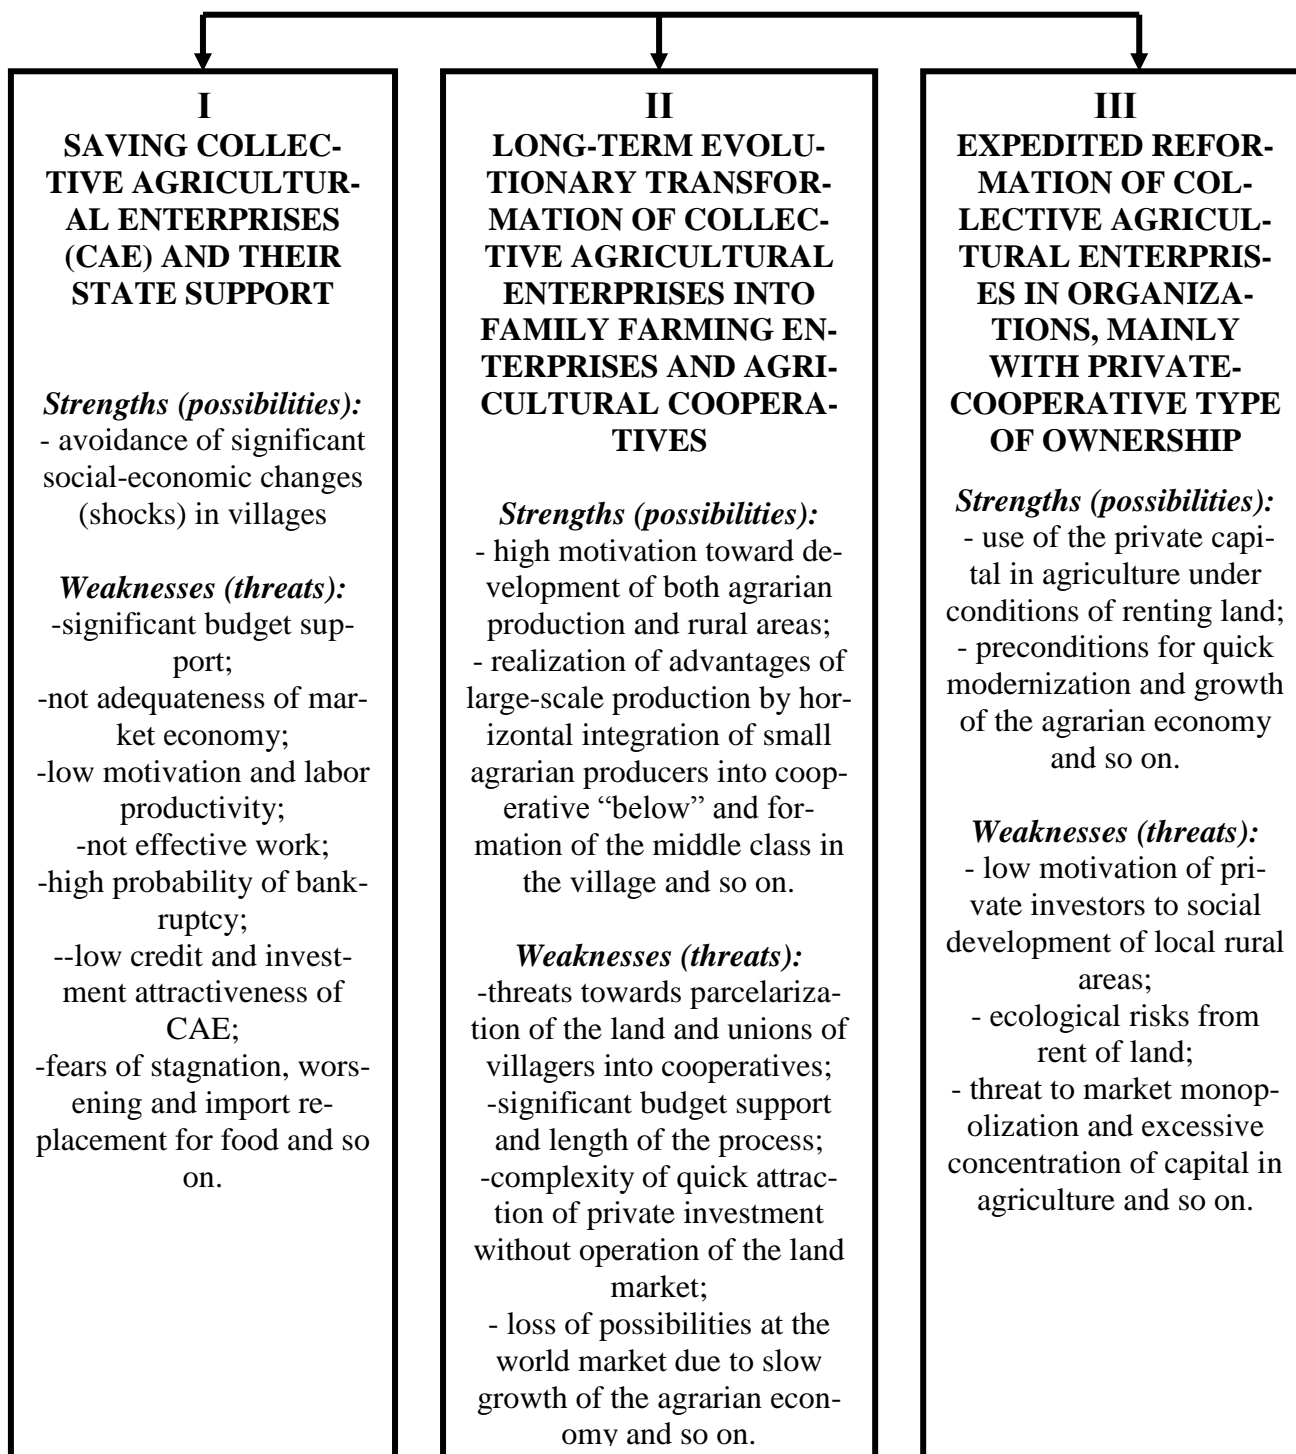 I
SAVING COLLEC-
TIVE AGRICULTUR-
AL ENTERPRISES
(CAE) AND THEIR
STATE SUPPORT
Strengths (possibilities):
- avoidance of significant
social-economic changes
(shocks) in villages
Weaknesses (threats):
-significant budget sup-
port;
-not adequateness of mar-
ket economy;
-low motivation and labor
productivity;
-not effective work;
-high probability of bank-
ruptcy;
--low credit and invest-
ment attractiveness of
CAE;
-fears of stagnation, wors-
ening and import re-
placement for food and so
on.
II
LONG-TERM EVOLU-
TIONARY TRANSFOR-
MATION OF COLLEC-
TIVE AGRICULTURAL
ENTERPRISES INTO
FAMILY FARMING EN-
TERPRISES AND AGRI-
CULTURAL COOPERA-
TIVES
Strengths (possibilities):
- high motivation toward de-
velopment of both agrarian
production and rural areas;
- realization of advantages of
large-scale production by hor-
izontal integration of small
agrarian producers into coop-
erative “below” and for-
mation of the middle class in
the village and so on.
Weaknesses (threats):
-threats towards parcelariza-
tion of the land and unions of
villagers into cooperatives;
-significant budget support
and length of the process;
-complexity of quick attrac-
tion of private investment
without operation of the land
market;
- loss of possibilities at the
world market due to slow
growth of the agrarian econ-
omy and so on.
III
EXPEDITED REFOR-
MATION OF COL-
LECTIVE AGRICUL-
TURAL ENTERPRIS-
ES IN ORGANIZA-
TIONS, MAINLY
WITH PRIVATE-
COOPERATIVE TYPE
OF OWNERSHIP
Strengths (possibilities):
- use of the private capi-
tal in agriculture under
conditions of renting land;
- preconditions for quick
modernization and growth
of the agrarian economy
and so on.
Weaknesses (threats):
- low motivation of pri-
vate investors to social
development of local rural
areas;
- ecological risks from
rent of land;
- threat to market monop-
olization and excessive
concentration of capital in
agriculture and so on.